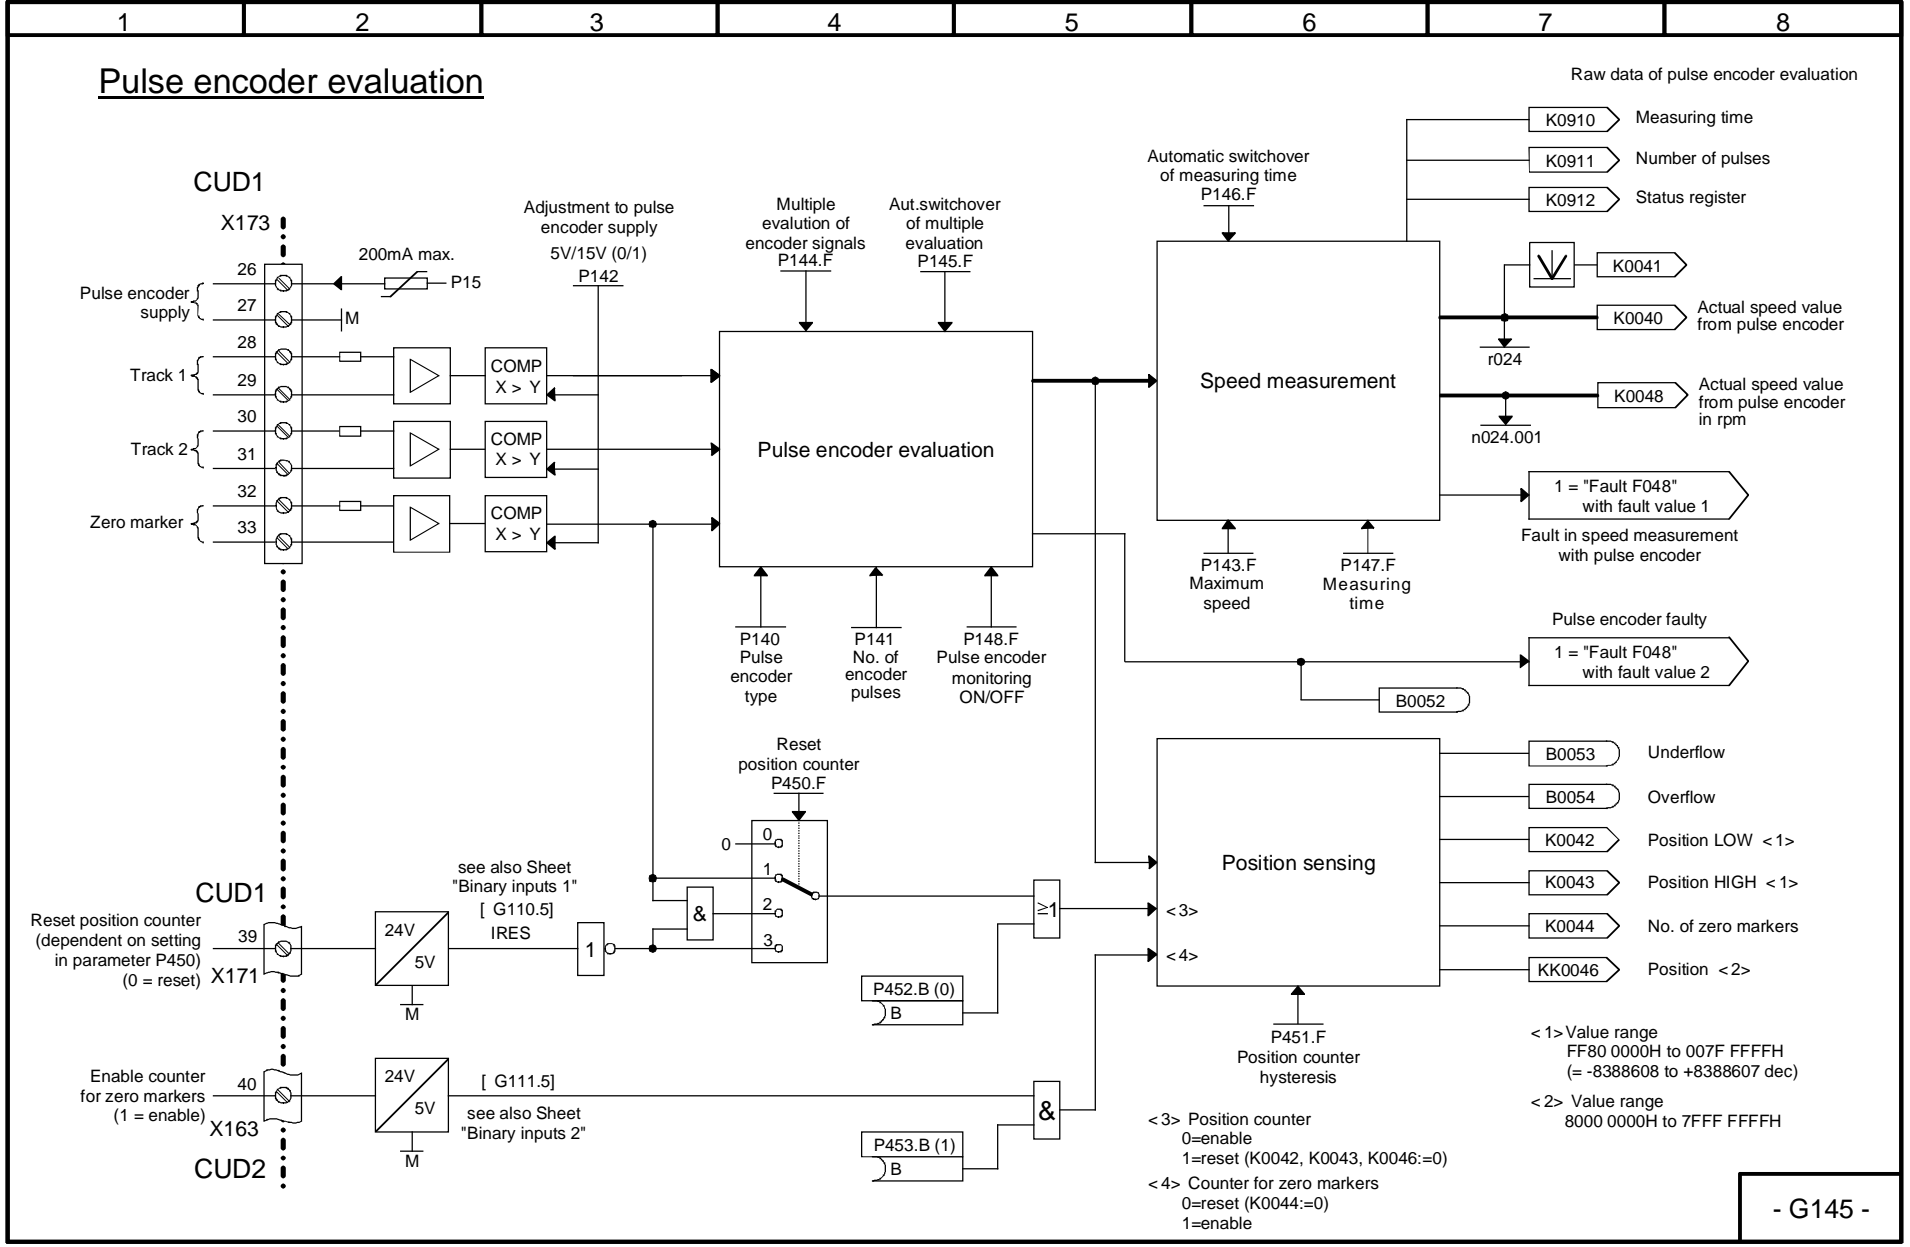 1 2 3 4 5 6 7 8
Pulse encoder evaluation
Raw data of pulse encoder evaluation
K0910 Measuring time
K0911 Number of pulses
K0912 Status register
Automatic switchover
of measuring time
P146.F
CUD1
X173
Adjustment to pulse
encoder supply
5V/15V (0/1)
P142
Multiple
evalution of
encoder signals
P144.F
Aut.switchover
of multiple
evaluation
P145.F
200mA max.
P15
Pulse encoder
supply
26
27
M
K0041
K0040
Actual speed value
from pulse encoder
r024
Track 1
28
29
COMP
X > Y
Speed measurement
K0048
Actual speed value
from pulse encoder
in rpm
n024.001
Track 2
30
31
COMP
X > Y
Pulse encoder evaluation
Zero marker
32
33
COMP
X > Y
1 = "Fault F048"
with fault value 1
Fault in speed measurement
with pulse encoder
P143.F
Maximum
speed
P147.F
Measuring
time
P140
Pulse
encoder
type
P141
No. of
encoder
pulses
P148.F
Pulse encoder
monitoring
ON/OFF
Pulse encoder faulty
1 = "Fault F048"
with fault value 2
B0052
Reset
position counter
P450.F
0
0
1
2
3
&
≥1
Position sensing
<3>
<4>
B0053 Underflow
B0054 Overflow
K0042 Position LOW <1>
K0043 Position HIGH <1>
K0044 No. of zero markers
KK0046 Position <2>
see also Sheet
"Binary inputs 1"
[ G110.5]
IRES
CUD1
Reset position counter
(dependent on setting
in parameter P450)
(0 = reset)
39
X171
24V
5V
M
1
P452.B (0)
B
P451.F
Position counter
hysteresis
<1> Value range
FF80 0000H to 007F FFFFH
(= -8388608 to +8388607 dec)
<2> Value range
8000 0000H to 7FFF FFFFH
Enable counter
for zero markers
(1 = enable)
40
X163
CUD2
24V
5V
M
[ G111.5]
see also Sheet
"Binary inputs 2"
&
P453.B (1)
B
<3> Position counter
0=enable
1=reset (K0042, K0043, K0046:=0)
<4> Counter for zero markers
0=reset (K0044:=0)
1=enable
- G145 -